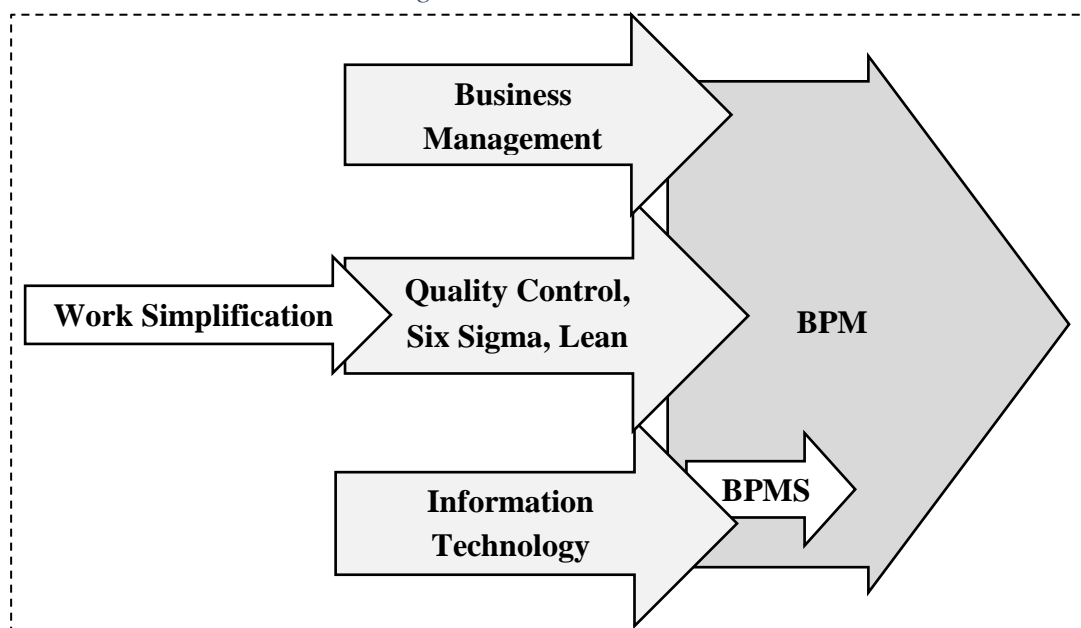 Business
Management
Work Simplification
Quality Control,
Six Sigma, Lean
BPM
BPMS
Information
Technology